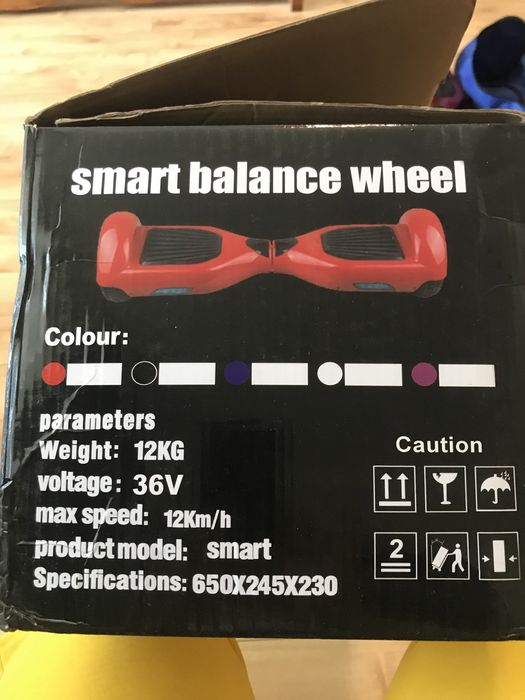 smart balance wheel
Colour:
parameters
Weight: 12KG
voltage: 36V
max speed: 12Km/h
product model: smart
Specifications: 650X245X230
Caution
2